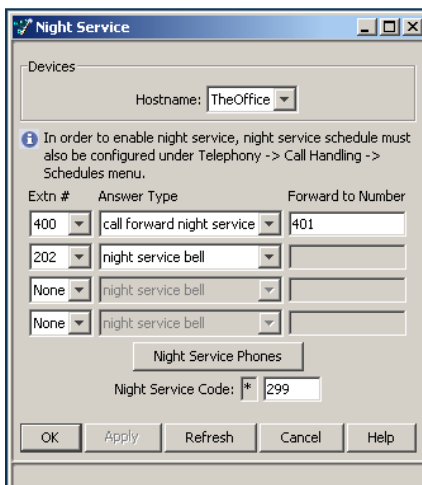 Night Service
Devices
Hostname: TheOffice
In order to enable night service, night service schedule must
also be configured under Telephony -> Call Handling ->
Schedules menu.
Extn # Answer Type Forward to Number
400 call forward night service 401
202 night service bell
None night service bell
None night service bell
Night Service Phones
Night Service Code: * 299
OK Apply Refresh Cancel Help